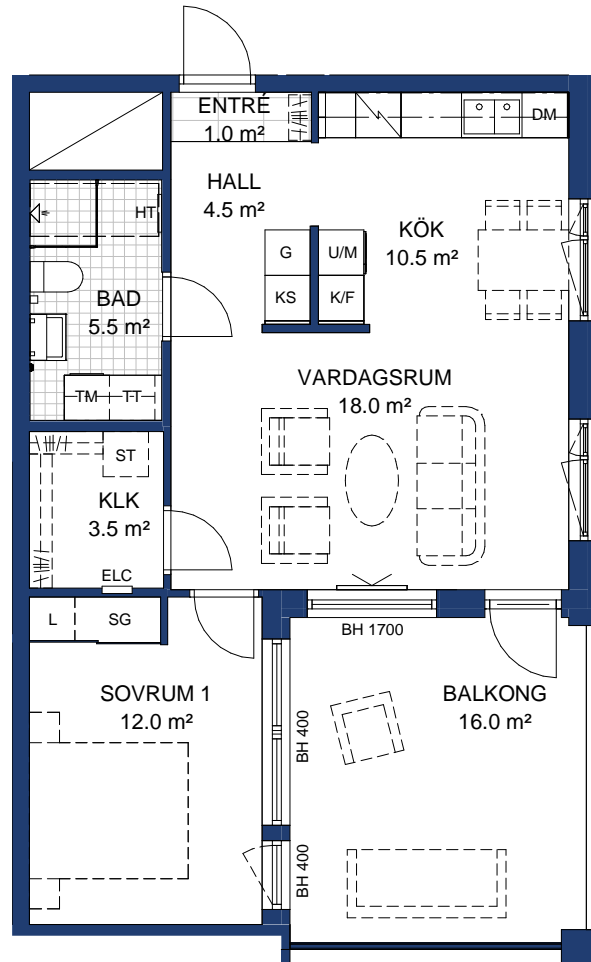 ENTRÉ
1.0 m²
DM
HALL
4.5 m²
HT
KÖK
10.5 m²
G
U/M
KS
K/F
BAD
5.5 m²
VARDAGSRUM
18.0 m²
TM
TT
ST
KLK
3.5 m²
ELC
L
SG
BH 1700
SOVRUM 1
12.0 m²
BALKONG
16.0 m²
BH 400
BH 400